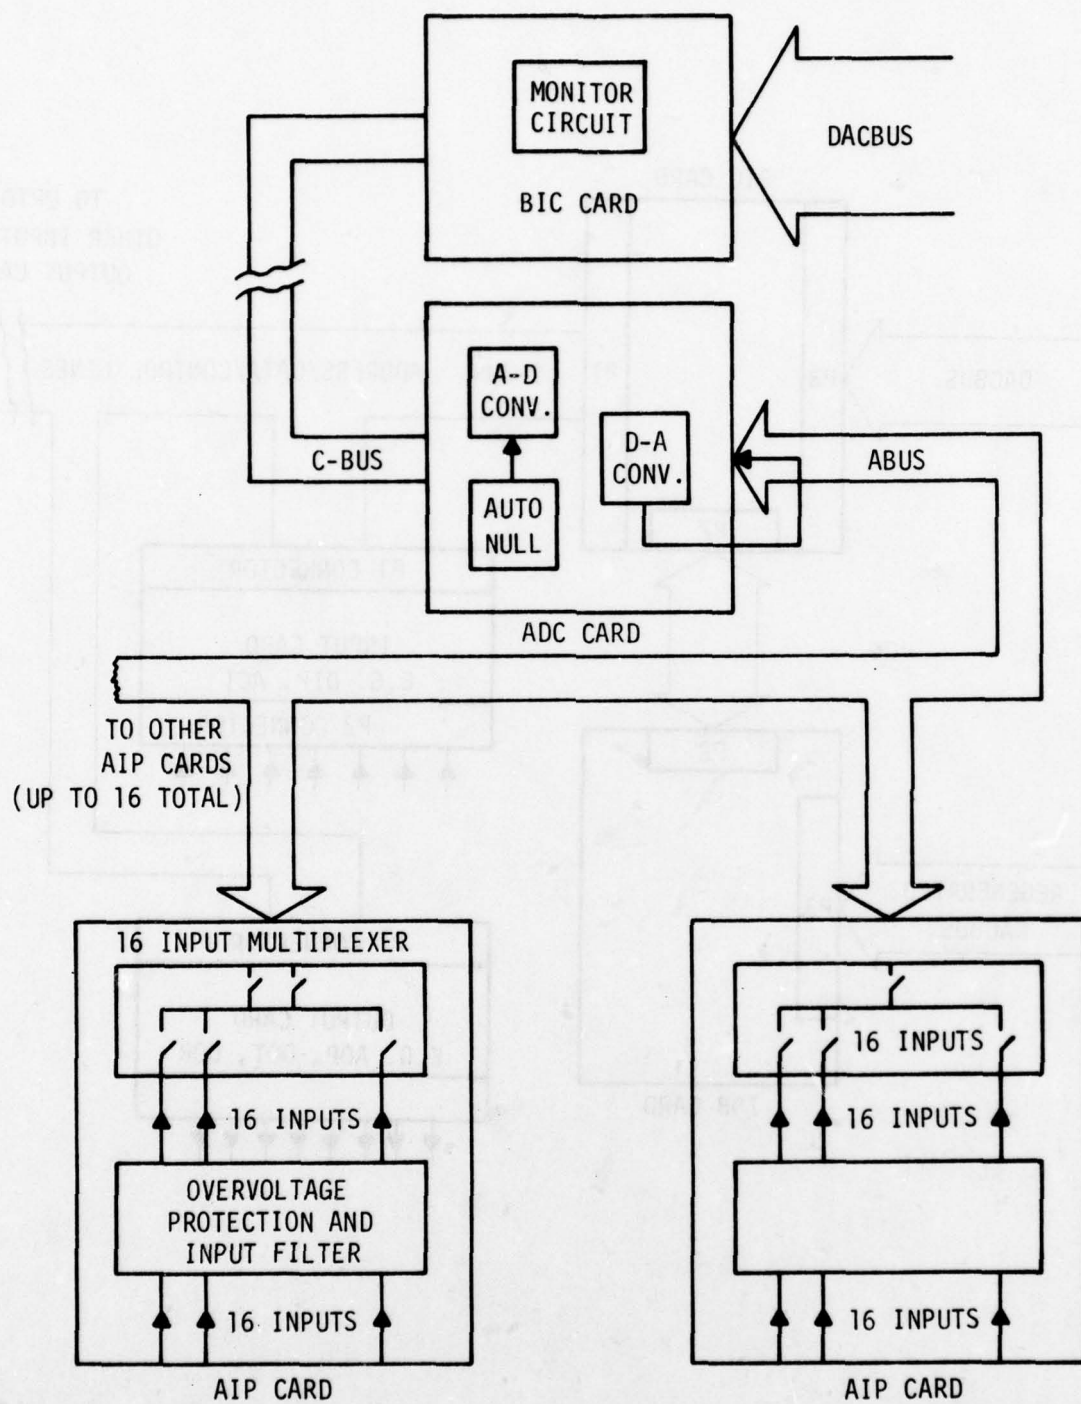 MONITOR
CIRCUIT
DACBUS
BIC CARD
A-D
CONV.
D-A
CONV.
C-BUS
ABUS
AUTO
NULL
ADC CARD
TO OTHER
AIP CARDS
(UP TO 16 TOTAL)
16 INPUT MULTIPLEXER
16 INPUTS
16 INPUTS
16 INPUTS
OVERVOLTAGE
PROTECTION AND
INPUT FILTER
16 INPUTS
16 INPUTS
AIP CARD
AIP CARD